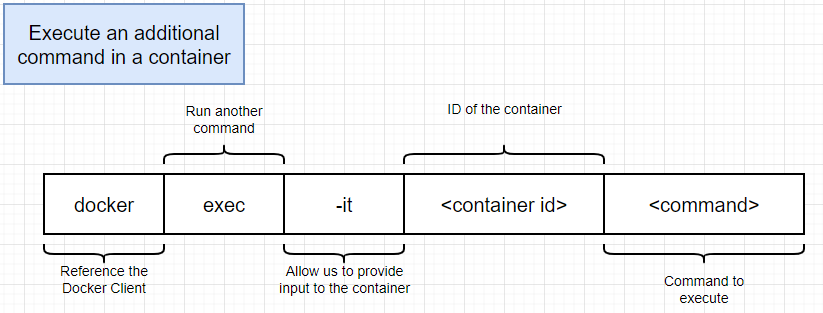 Execute an additional
command in a container
Run another
command
ID of the container
docker
exec
-it
<container id>
<command>
Reference the
Docker Client
Allow us to provide
input to the container
Command to
execute